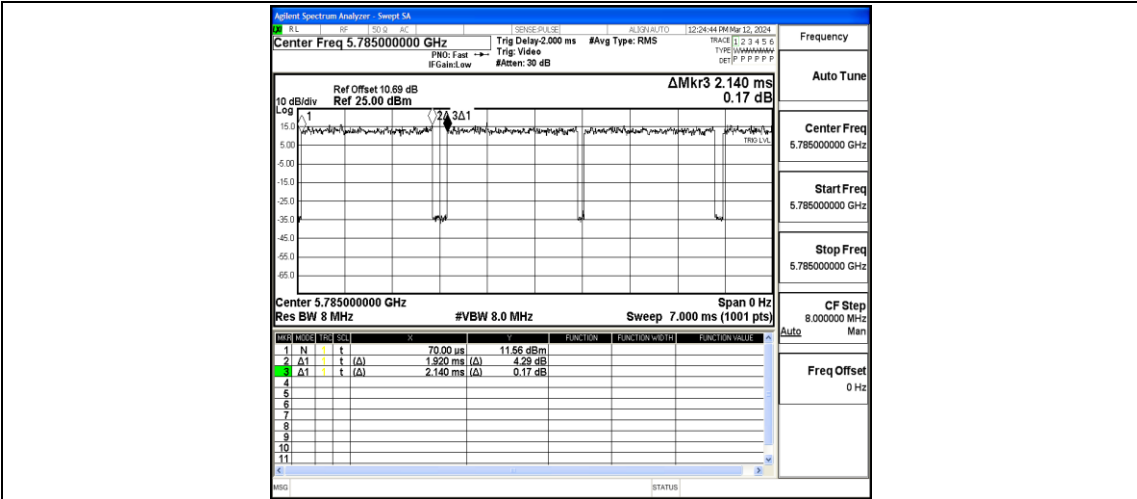 Agilent Spectrum Analyzer - Swept SA
RL RF 50 Ω AC SENSE:PULSE ALIGN AUTO 12:24:44 PM Mar 12, 2024
Center Freq 5.785000000 GHz
PNO: Fast
IFGain:Low
Trig Delay-2.000 ms
Trig: Video
#Atten: 30 dB
#Avg Type: RMS
TRACE 1 2 3 4 5 6
TYPE WWWWWW
DET P P P P P P
Ref Offset 10.69 dB
10 dB/div Ref 25.00 dBm
ΔMkr3 2.140 ms
0.17 dB
Log
1
2Δ 3Δ1
15.0
5.00
TRIG LVL
-5.00
-15.0
-25.0
-35.0
-45.0
-55.0
-65.0
Center 5.785000000 GHz Span 0 Hz
Res BW 8 MHz #VBW 8.0 MHz Sweep 7.000 ms (1001 pts)
MKR MODE TRC SCL X Y FUNCTION FUNCTION WIDTH FUNCTION VALUE
1 N 1 t 70.00 µs 11.56 dBm
2 Δ1 1 t (Δ) 1.920 ms (Δ) 4.29 dB
3 Δ1 1 t (Δ) 2.140 ms (Δ) 0.17 dB
4
5
6
7
8
9
10
11
MSG STATUS
Frequency
Auto Tune
Center Freq
5.785000000 GHz
Start Freq
5.785000000 GHz
Stop Freq
5.785000000 GHz
CF Step
8.000000 MHz
Auto Man
Freq Offset
0 Hz